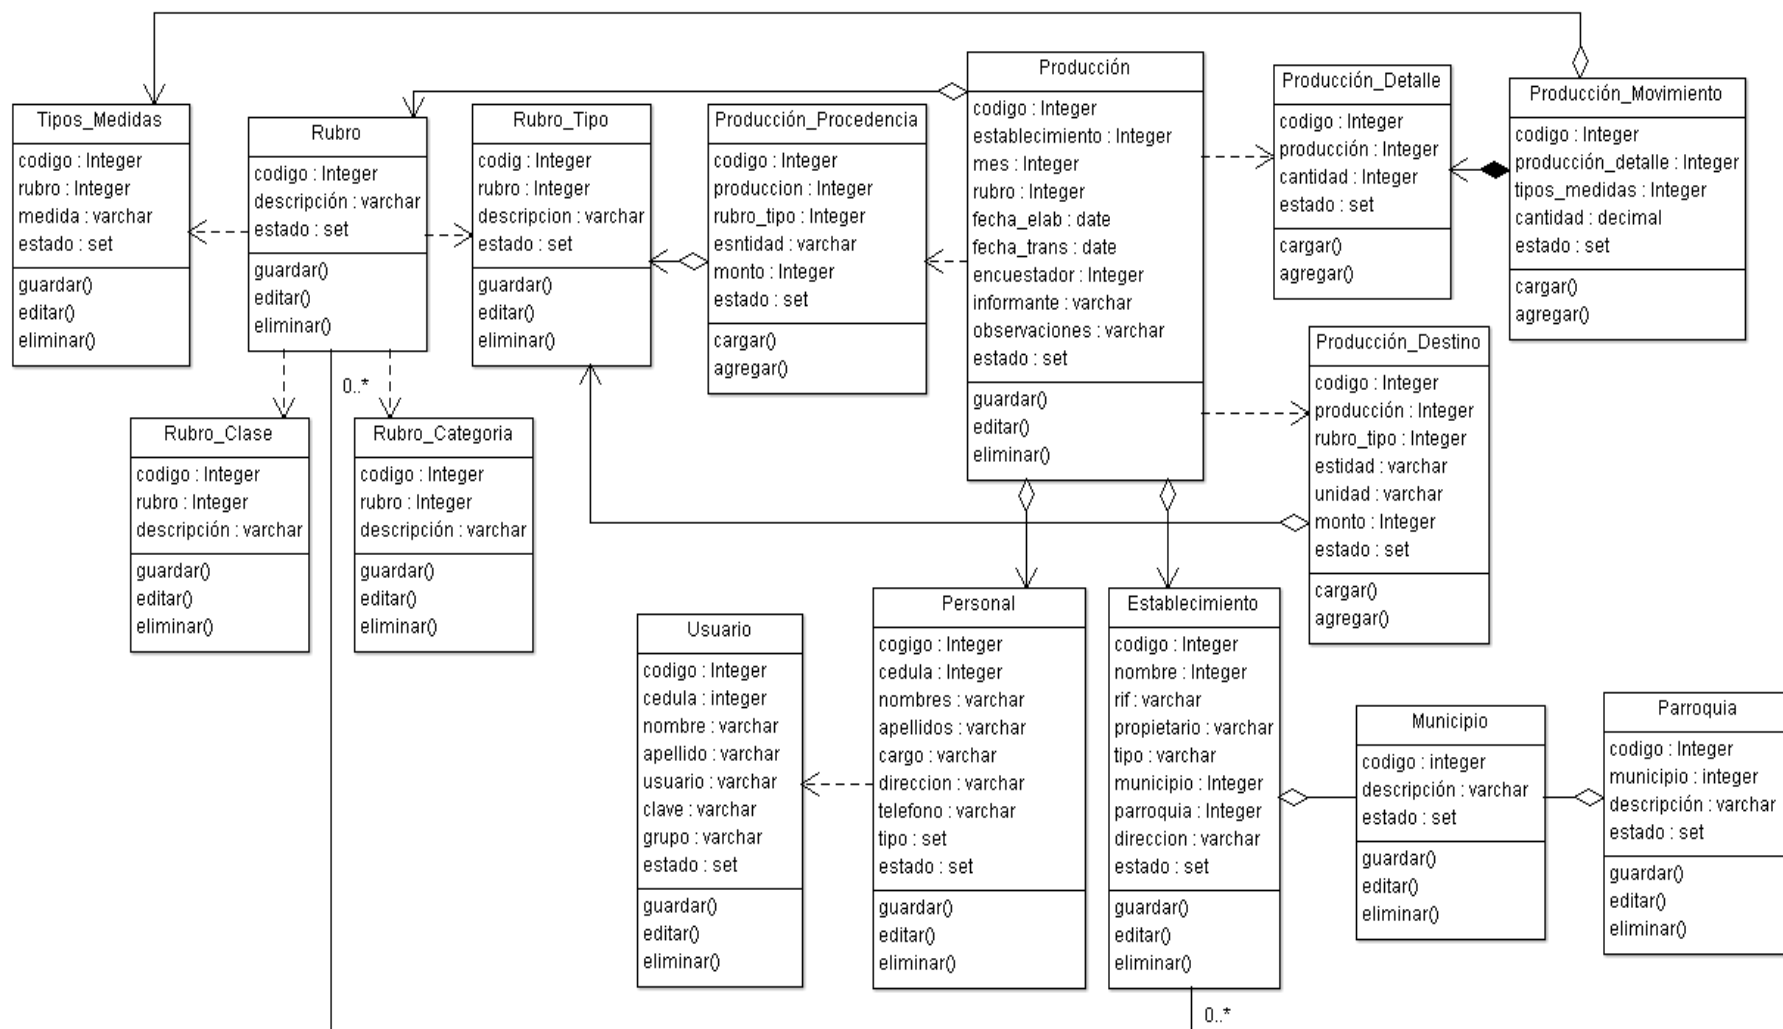 Tipos_Medidas
codigo : Integer
rubro : Integer
medida : varchar
estado : set
guardar()
editar()
eliminar()
Rubro
codigo : Integer
descripción : varchar
estado : set
guardar()
editar()
eliminar()
0..*
Rubro_Tipo
codig : Integer
rubro : Integer
descripcion : varchar
estado : set
guardar()
editar()
eliminar()
Producción_Procedencia
codigo : Integer
produccion : Integer
rubro_tipo : Integer
esntidad : varchar
monto : Integer
estado : set
cargar()
agregar()
Producción
codigo : Integer
establecimiento : Integer
mes : Integer
rubro : Integer
fecha_elab : date
fecha_trans : date
encuestador : Integer
informante : varchar
observaciones : varchar
estado : set
guardar()
editar()
eliminar()
Producción_Detalle
codigo : Integer
producción : Integer
cantidad : Integer
estado : set
cargar()
agregar()
Producción_Movimiento
codigo : Integer
producción_detalle : Integer
tipos_medidas : Integer
cantidad : decimal
estado : set
cargar()
agregar()
Producción_Destino
codigo : Integer
producción : Integer
rubro_tipo : Integer
estidad : varchar
unidad : varchar
monto : Integer
estado : set
cargar()
agregar()
Rubro_Clase
codigo : Integer
rubro : Integer
descripción : varchar
guardar()
editar()
eliminar()
Rubro_Categoria
codigo : Integer
rubro : Integer
descripción : varchar
guardar()
editar()
eliminar()
Usuario
codigo : Integer
cedula : integer
nombre : varchar
apellido : varchar
usuario : varchar
clave : varchar
grupo : varchar
estado : set
guardar()
editar()
eliminar()
Personal
cogigo : Integer
cedula : Integer
nombres : varchar
apellidos : varchar
cargo : varchar
direccion : varchar
telefono : varchar
tipo : set
estado : set
guardar()
editar()
eliminar()
Establecimiento
codigo : Integer
nombre : Integer
rif : varchar
propietario : varchar
tipo : varchar
municipio : Integer
parroquia : Integer
direccion : varchar
estado : set
guardar()
editar()
eliminar()
0..*
Municipio
codigo : integer
descripción : varchar
estado : set
guardar()
editar()
eliminar()
Parroquia
codigo : Integer
municipio : integer
descripción : varchar
estado : set
guardar()
editar()
eliminar()